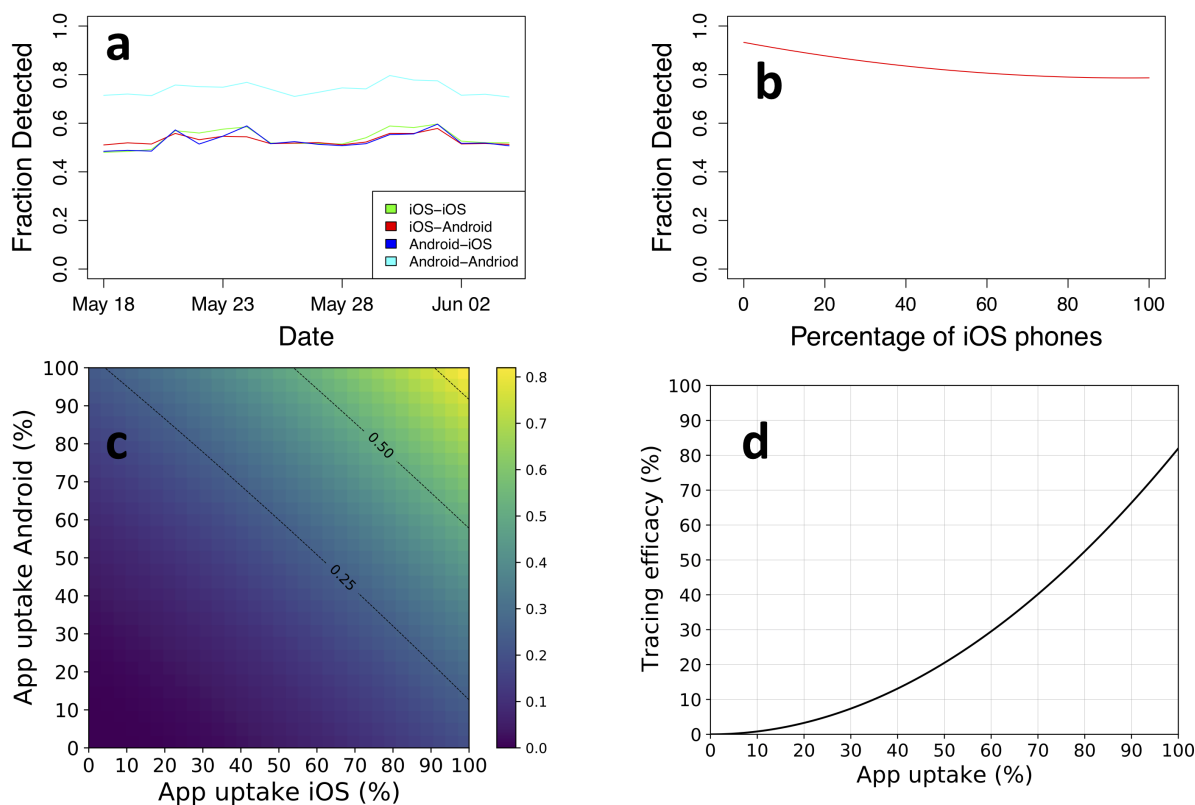 a
Fraction Detected
0.0
0.2
0.4
0.6
0.8
1.0
iOS−iOS
iOS−Android
Android−iOS
Android−Andriod
May 18
May 23
May 28
Jun 02
Date
b
Fraction Detected
0.0
0.2
0.4
0.6
0.8
1.0
0
20
40
60
80
100
Percentage of iOS phones
c
App uptake Android (%)
100
90
80
70
60
50
40
30
20
10
0
0.50
0.25
0 10 20 30 40 50 60 70 80 90 100
App uptake iOS (%)
0.8
0.7
0.6
0.5
0.4
0.3
0.2
0.1
0.0
d
Tracing efficacy (%)
100
90
80
70
60
50
40
30
20
10
0
0 10 20 30 40 50 60 70 80 90 100
App uptake (%)